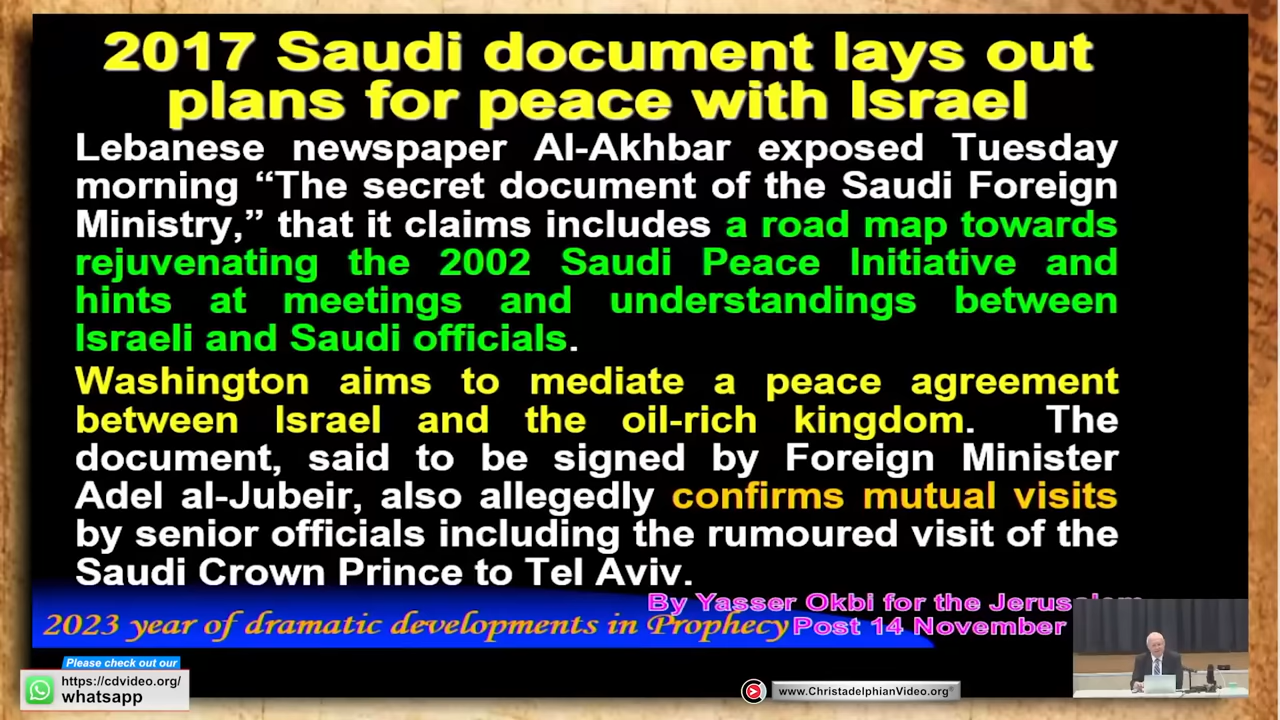 2017 Saudi document lays out
plans for peace with Israel
Lebanese newspaper Al-Akhbar exposed Tuesday
morning “The secret document of the Saudi Foreign
Ministry,” that it claims includes a road map towards
rejuvenating the 2002 Saudi Peace Initiative and
hints at meetings and understandings between
Israeli and Saudi officials.
Washington aims to mediate a peace agreement
between Israel and the oil-rich kingdom. The
document, said to be signed by Foreign Minister
Adel al-Jubeir, also allegedly confirms mutual visits
by senior officials including the rumoured visit of the
Saudi Crown Prince to Tel Aviv.
By Yasser Okbi for the Jerusalem
Post 14 November
2023 year of dramatic developments in Prophecy
Please check out our
https://cdvideo.org/
whatsapp
www.ChristadelphianVideo.org